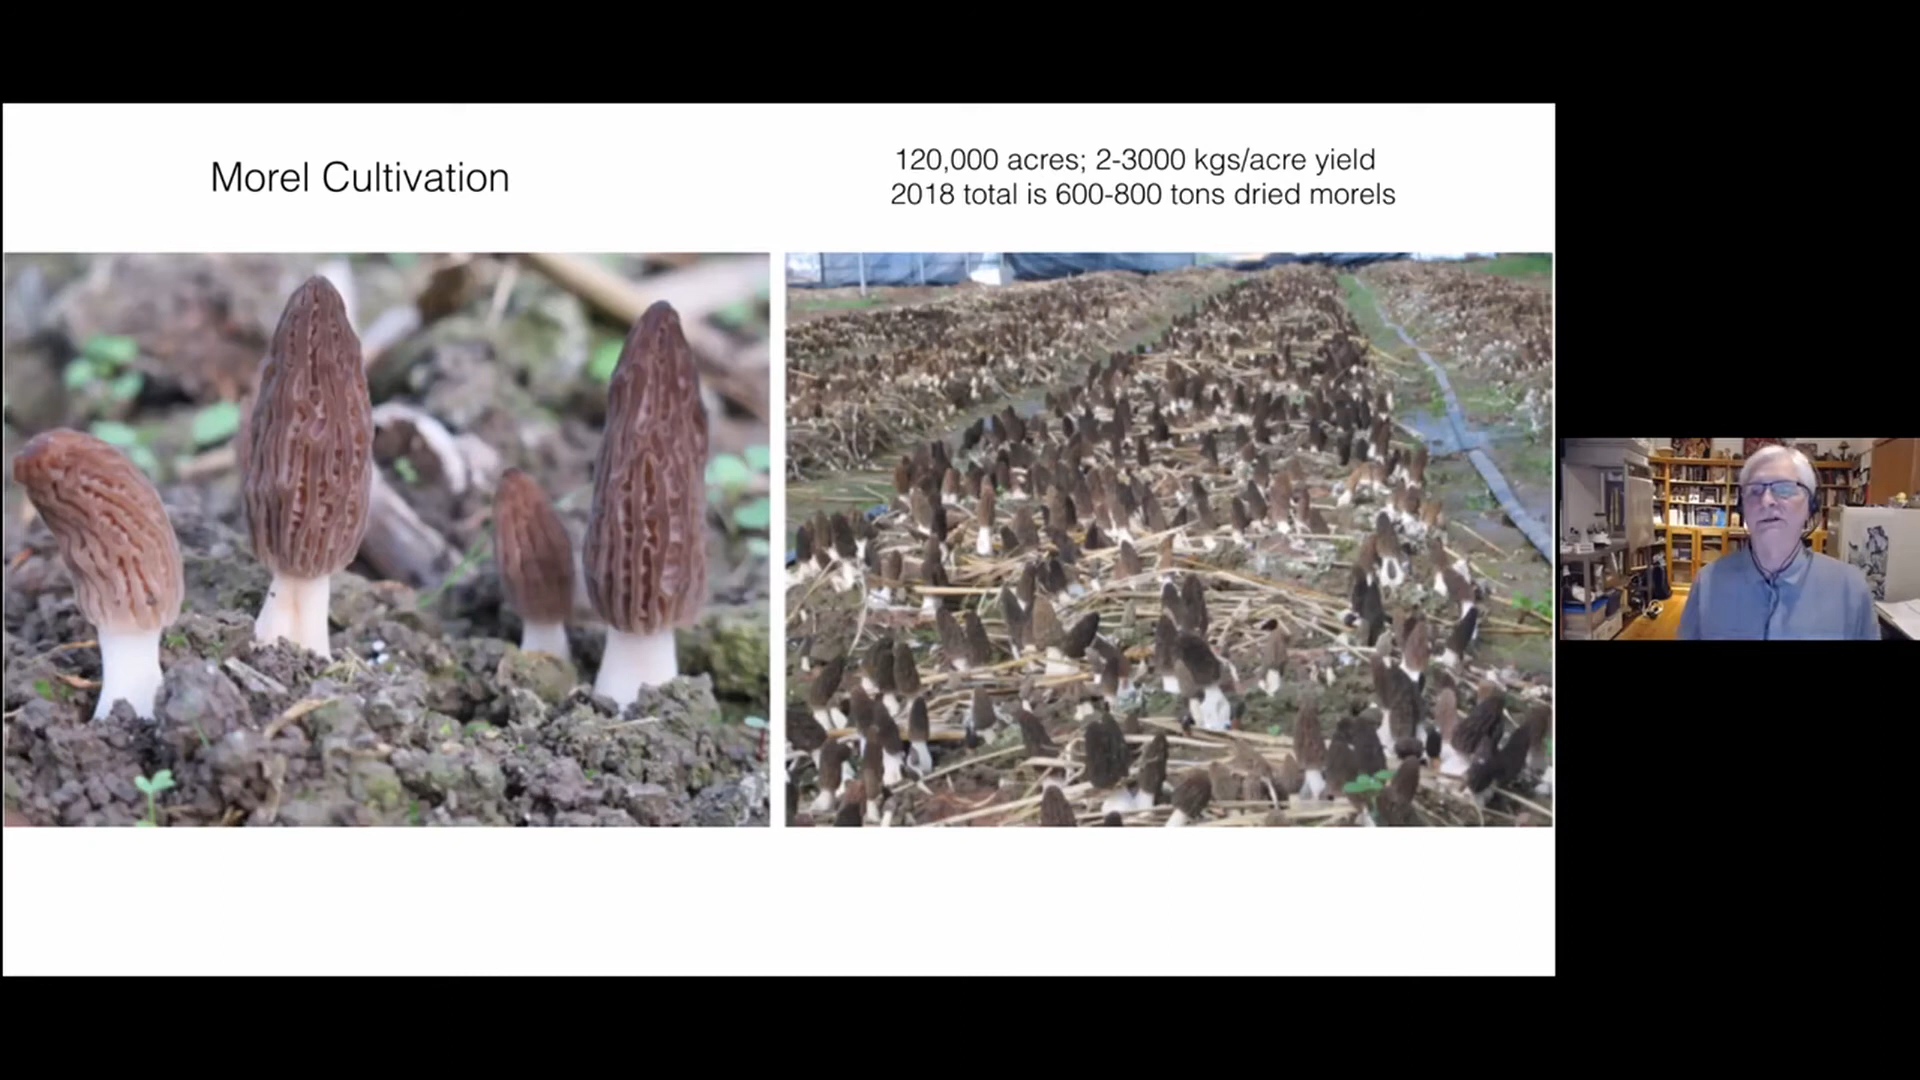 Morel Cultivation
120,000 acres; 2-3000 kgs/acre yield
2018 total is 600-800 tons dried morels